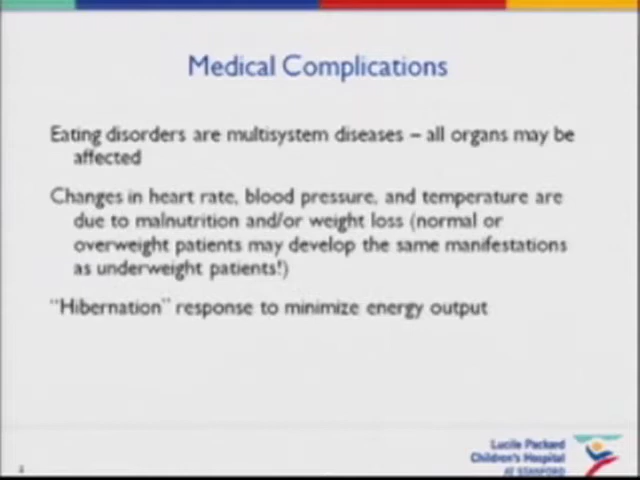 Medical Complications
Eating disorders are multisystem diseases – all organs may be
affected
Changes in heart rate, blood pressure, and temperature are
due to malnutrition and/or weight loss (normal or
overweight patients may develop the same manifestations
as underweight patients!)
"Hibernation" response to minimize energy output
Lucile Packard
Children's Hospital
AT STANFORD